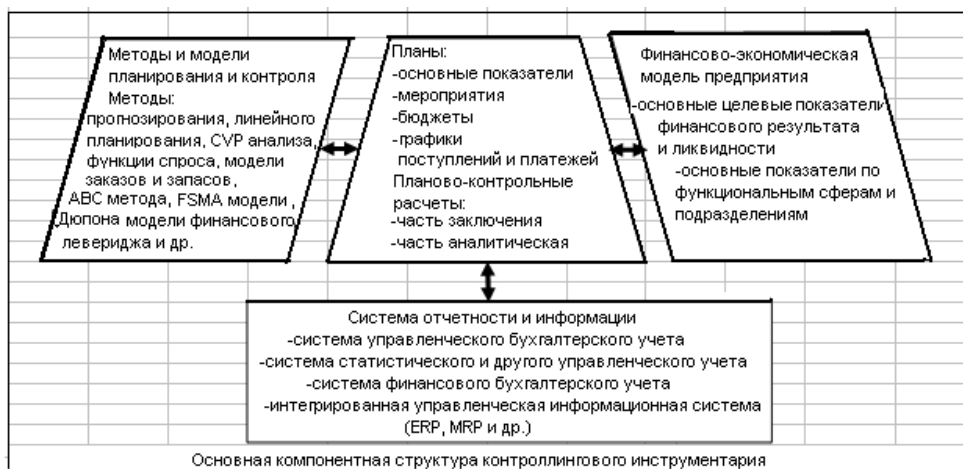 Методы и модели
планирования и контроля
Методы:
прогнозирования, линейного
планирования, CVP анализа,
функции спроса, модели
заказов и запасов,
ABC метода, FSMA модели,
Дюпона модели финансового
левериджа и др.
Планы:
-основные показатели
-мероприятия
-бюджеты
-графики
поступлений и платежей
Планово-контрольные
расчеты:
-часть заключения
-часть аналитическая
Финансово-экономическая
модель предприятия
-основные целевые показатели
финансового результата
и ликвидности
-основные показатели по
функциональным сферам и
подразделениям
Система отчетности и информации
-система управленческого бухгалтерского учета
-система статистического и другого управленческого учета
-система финансового бухгалтерского учета
-интегрированная управленческая информационная система
(ERP, MRP и др.)
Основная компонентная структура контроллингового инструментария